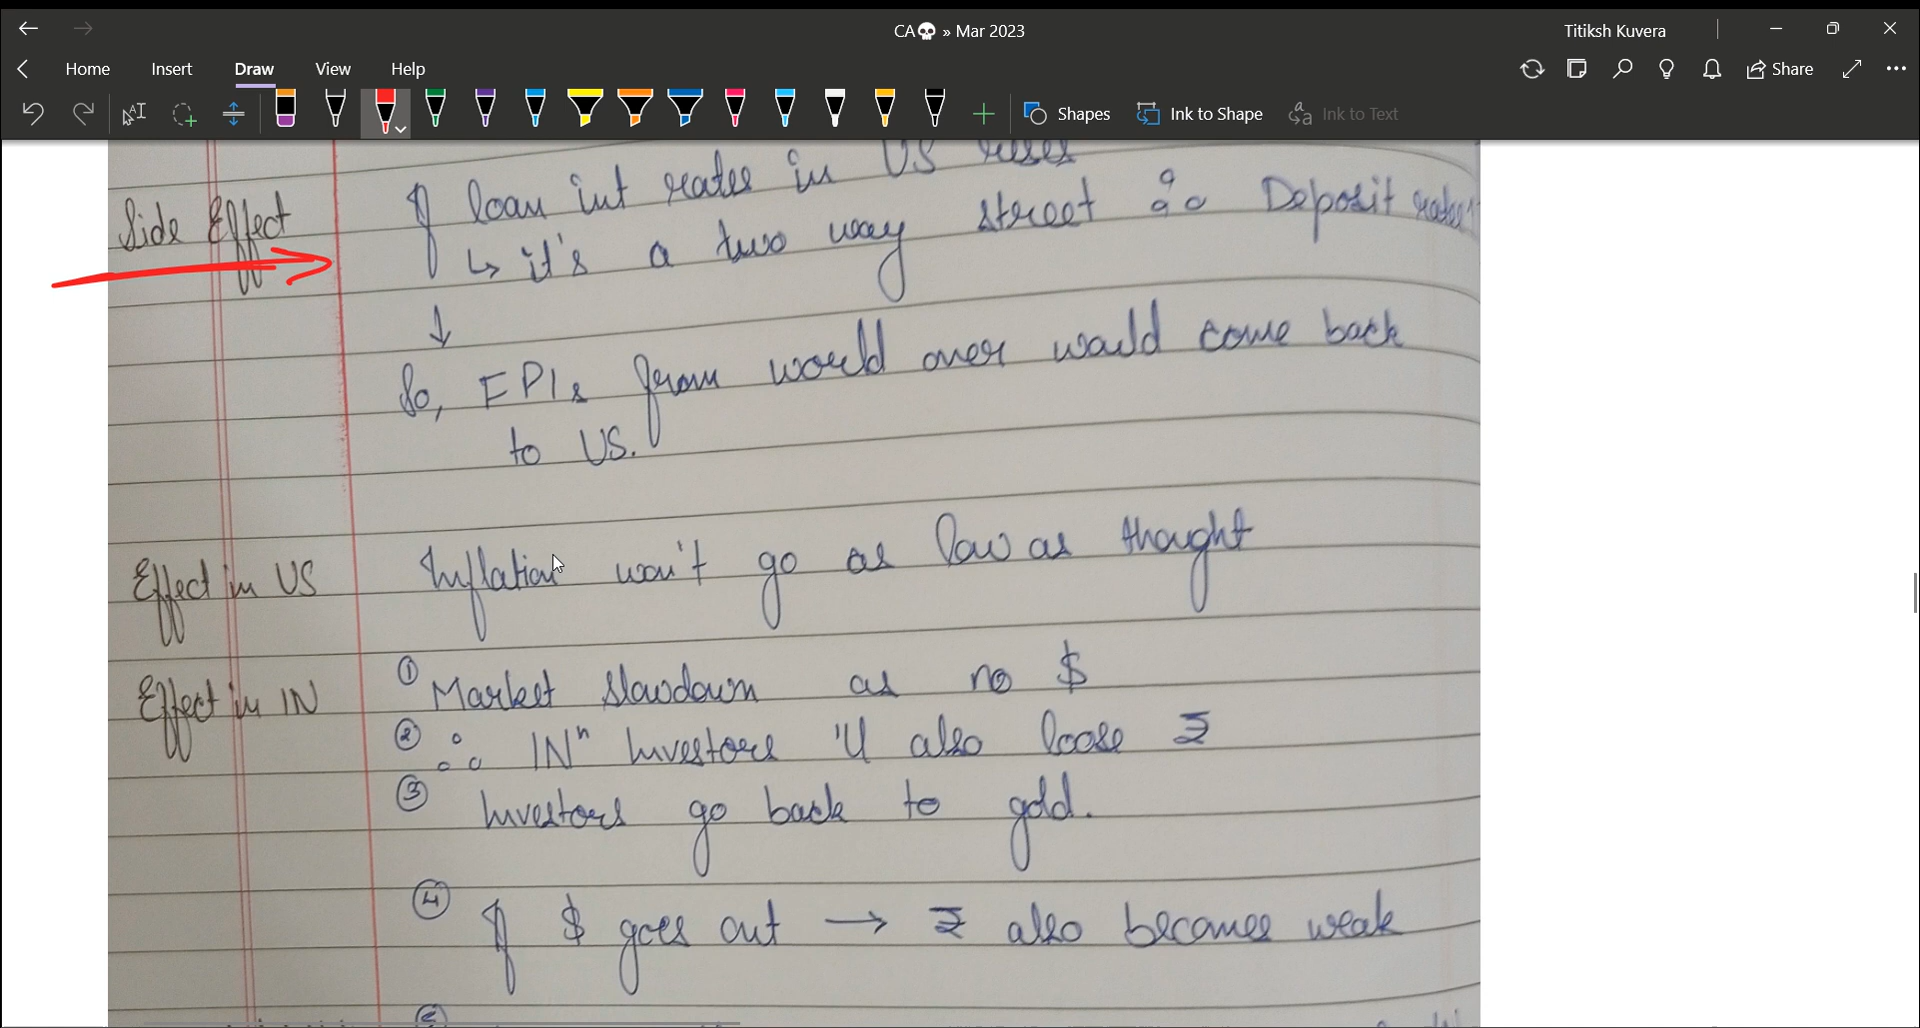 CA💀 » Mar 2023
Titiksh Kuvera
Home Insert Draw View Help
Share
Shapes Ink to Shape Ink to Text
If loan int rates in US rises
Side Effect
↳ it's a two way street ∴ Deposit rates
↓
So, FPIs from world over would come back
to US.
Effect in US
Inflation won't go as low as thought
Effect in IN
① Market slowdown as no $
② ∴ INⁿ Investors 'll also loose ₹
③ Investors go back to gold.
④ If $ goes out → ₹ also becomes weak
⑤